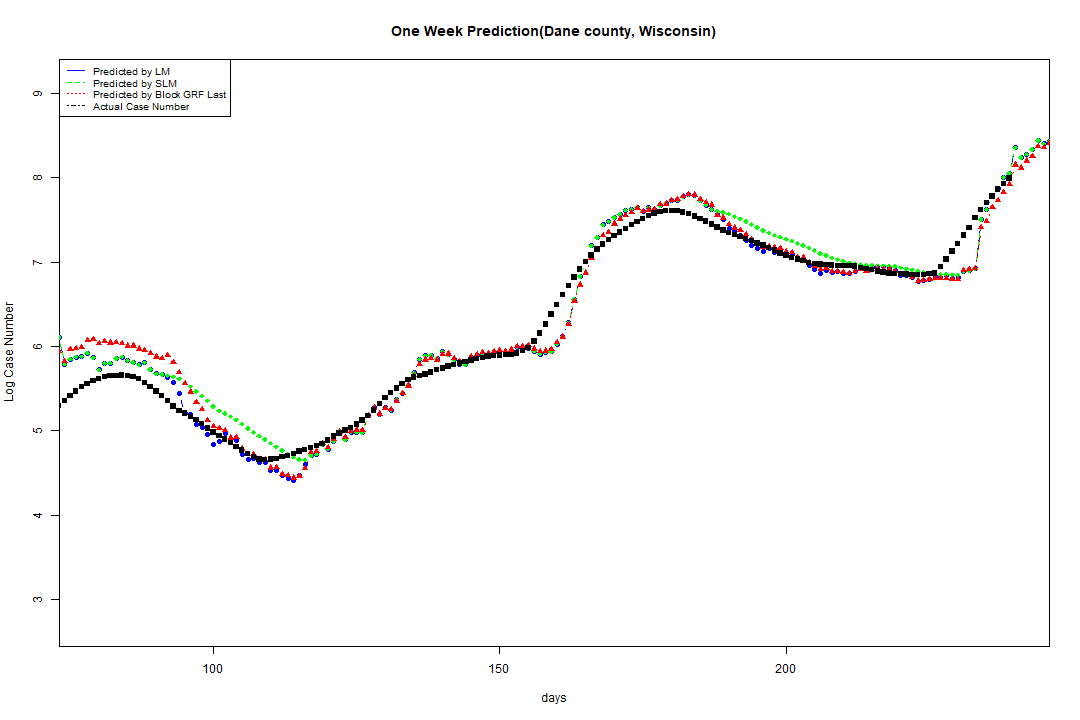 One Week Prediction(Dane county, Wisconsin)
Predicted by LM
Predicted by SLM
Predicted by Block GRF Last
Actual Case Number
9
8
7
6
5
4
3
Log Case Number
100 150 200
days